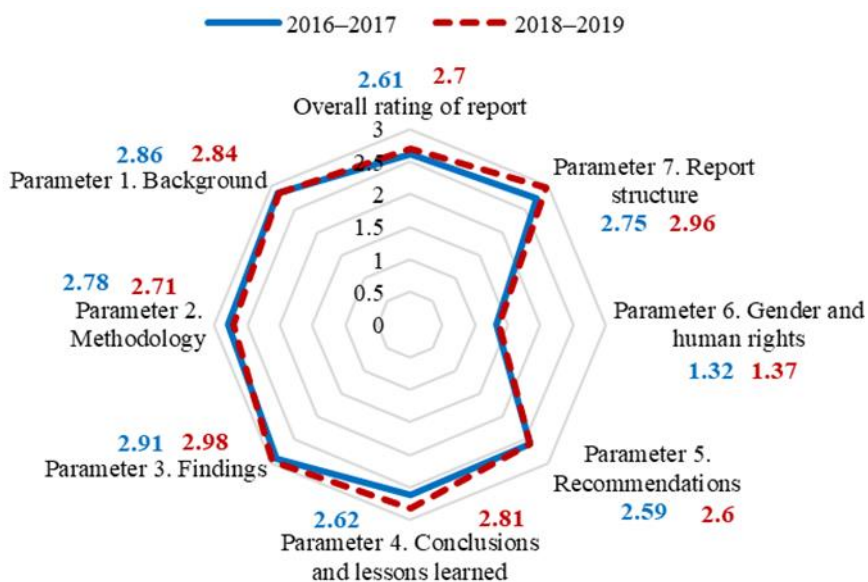 2016–2017 2018–2019
2.61 2.7
Overall rating of report
3
2.5
2
1.5
1
0.5
0
2.75 2.96
Parameter 7. Report
structure
Parameter 6. Gender and
human rights
1.32 1.37
Parameter 5.
Recommendations
2.59 2.6
2.62 2.81
Parameter 4. Conclusions
and lessons learned
2.91 2.98
Parameter 3. Findings
2.78 2.71
Parameter 2.
Methodology
2.86 2.84
Parameter 1. Background